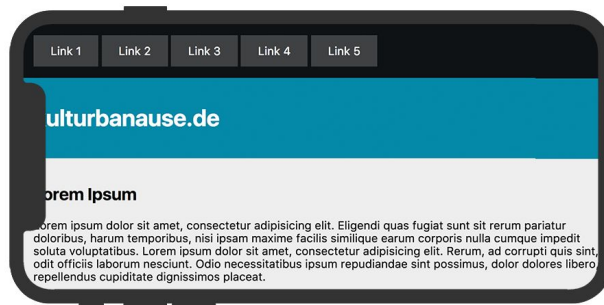 Link 1 Link 2 Link 3 Link 4 Link 5
ulturbanause.de
orem Ipsum
orem ipsum dolor sit amet, consectetur adipisicing elit. Eligendi quas fugiat sunt sit rerum pariatur
doloribus, harum temporibus, nisi ipsam maxime facilis similique earum corporis nulla cumque impedit
soluta voluptatibus. Lorem ipsum dolor sit amet, consectetur adipisicing elit. Rerum, ad corrupti quis sint,
odit officiis laborum nesciunt. Odio necessitatibus ipsum repudiandae sint possimus, dolor dolores libero
repellendus cupiditate dignissimos placeat.